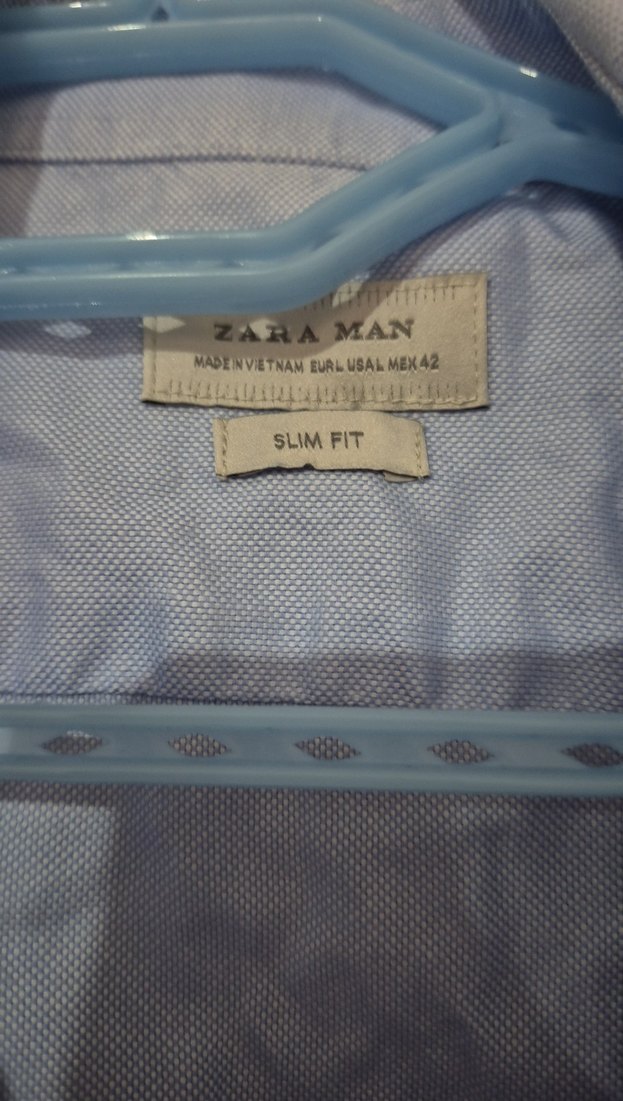 ZARA MAN
MADE IN VIETNAM EUR L USA L MEX 42
SLIM FIT